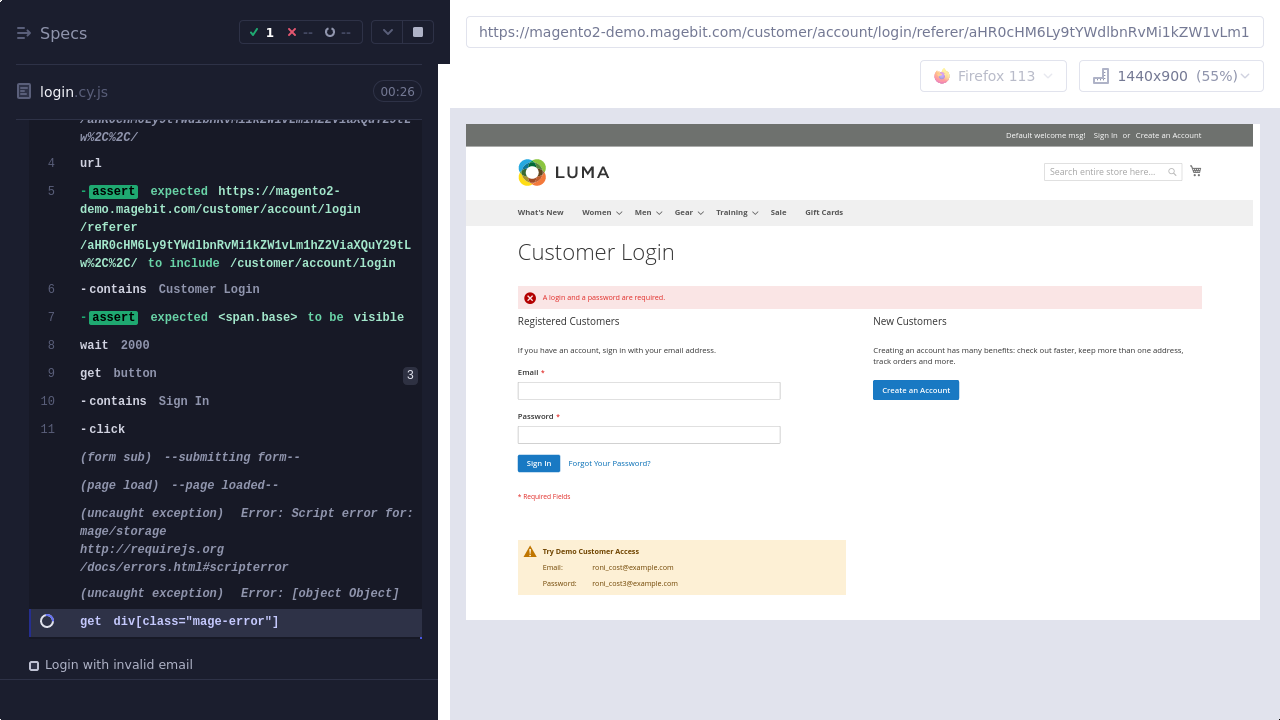 Specs
1
--
--
login.cy.js
00:26
w%2C%2C/
4 url
5 -assert expected https://magento2-
demo.magebit.com/customer/account/login
/referer
/aHR0cHM6Ly9tYWdlbnRvMi1kZW1vLm1hZ2ViaXQuY29tL
w%2C%2C/ to include /customer/account/login
6 -contains Customer Login
7 -assert expected <span.base> to be visible
8 wait 2000
9 get button 3
10 -contains Sign In
11 -click
(form sub) --submitting form--
(page load) --page loaded--
(uncaught exception) Error: Script error for:
mage/storage
http://requirejs.org
/docs/errors.html#scripterror
(uncaught exception) Error: [object Object]
get div[class="mage-error"]
Login with invalid email
https://magento2-demo.magebit.com/customer/account/login/referer/aHR0cHM6Ly9tYWdlbnRvMi1kZW1vLm1
Firefox 113
1440x900 (55%)
Default welcome msg! Sign In or Create an Account
LUMA
Search entire store here...
What's New Women Men Gear Training Sale Gift Cards
Customer Login
A login and a password are required.
Registered Customers
If you have an account, sign in with your email address.
Email *
Password *
Sign In Forgot Your Password?
* Required Fields
New Customers
Creating an account has many benefits: check out faster, keep more than one address,
track orders and more.
Create an Account
Try Demo Customer Access
Email: roni_cost@example.com
Password: roni_cost3@example.com